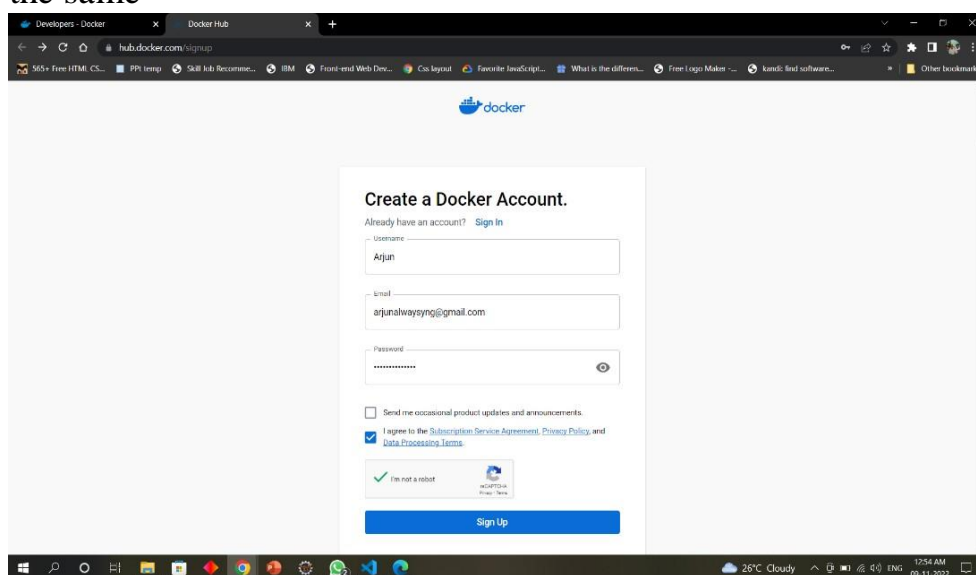 the same
Developers - Docker
Docker Hub
hub.docker.com/signup
565+ Free HTML CS...
PPt temp
Skill Job Recomme...
IBM
Front-end Web Dev...
Css layout
Favorite JavaScript...
What is the differen...
Free Logo Maker -...
kandi: find software...
»
Other bookmark
docker
Create a Docker Account.
Already have an account? Sign In
Username
Arjun
Email
arjunalwaysyng@gmail.com
Password
I agree to the Subscription Service Agreement, Privacy Policy, and
Data Processing Terms.
Send me occasional product updates and announcements.
I'm not a robot
reCAPTCHA
Privacy - Terms
Sign Up
26°C Cloudy
ENG
12:54 AM
09-11-2022